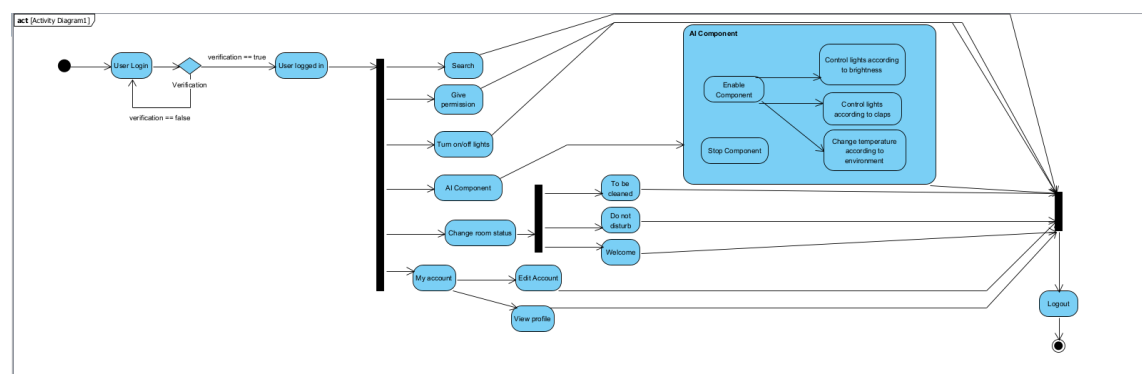 act [Activity Diagram1]
User Login
Verification
verification == true
verification == false
User logged in
Search
Give
permission
Turn on/off lights
AI Component
Change room status
My account
Edit Account
View profile
To be
cleaned
Do not
disturb
Welcome
AI Component
Enable
Component
Stop Component
Control lights according
to brightness
Control lights
according to claps
Change temperature
according to
environment
Logout